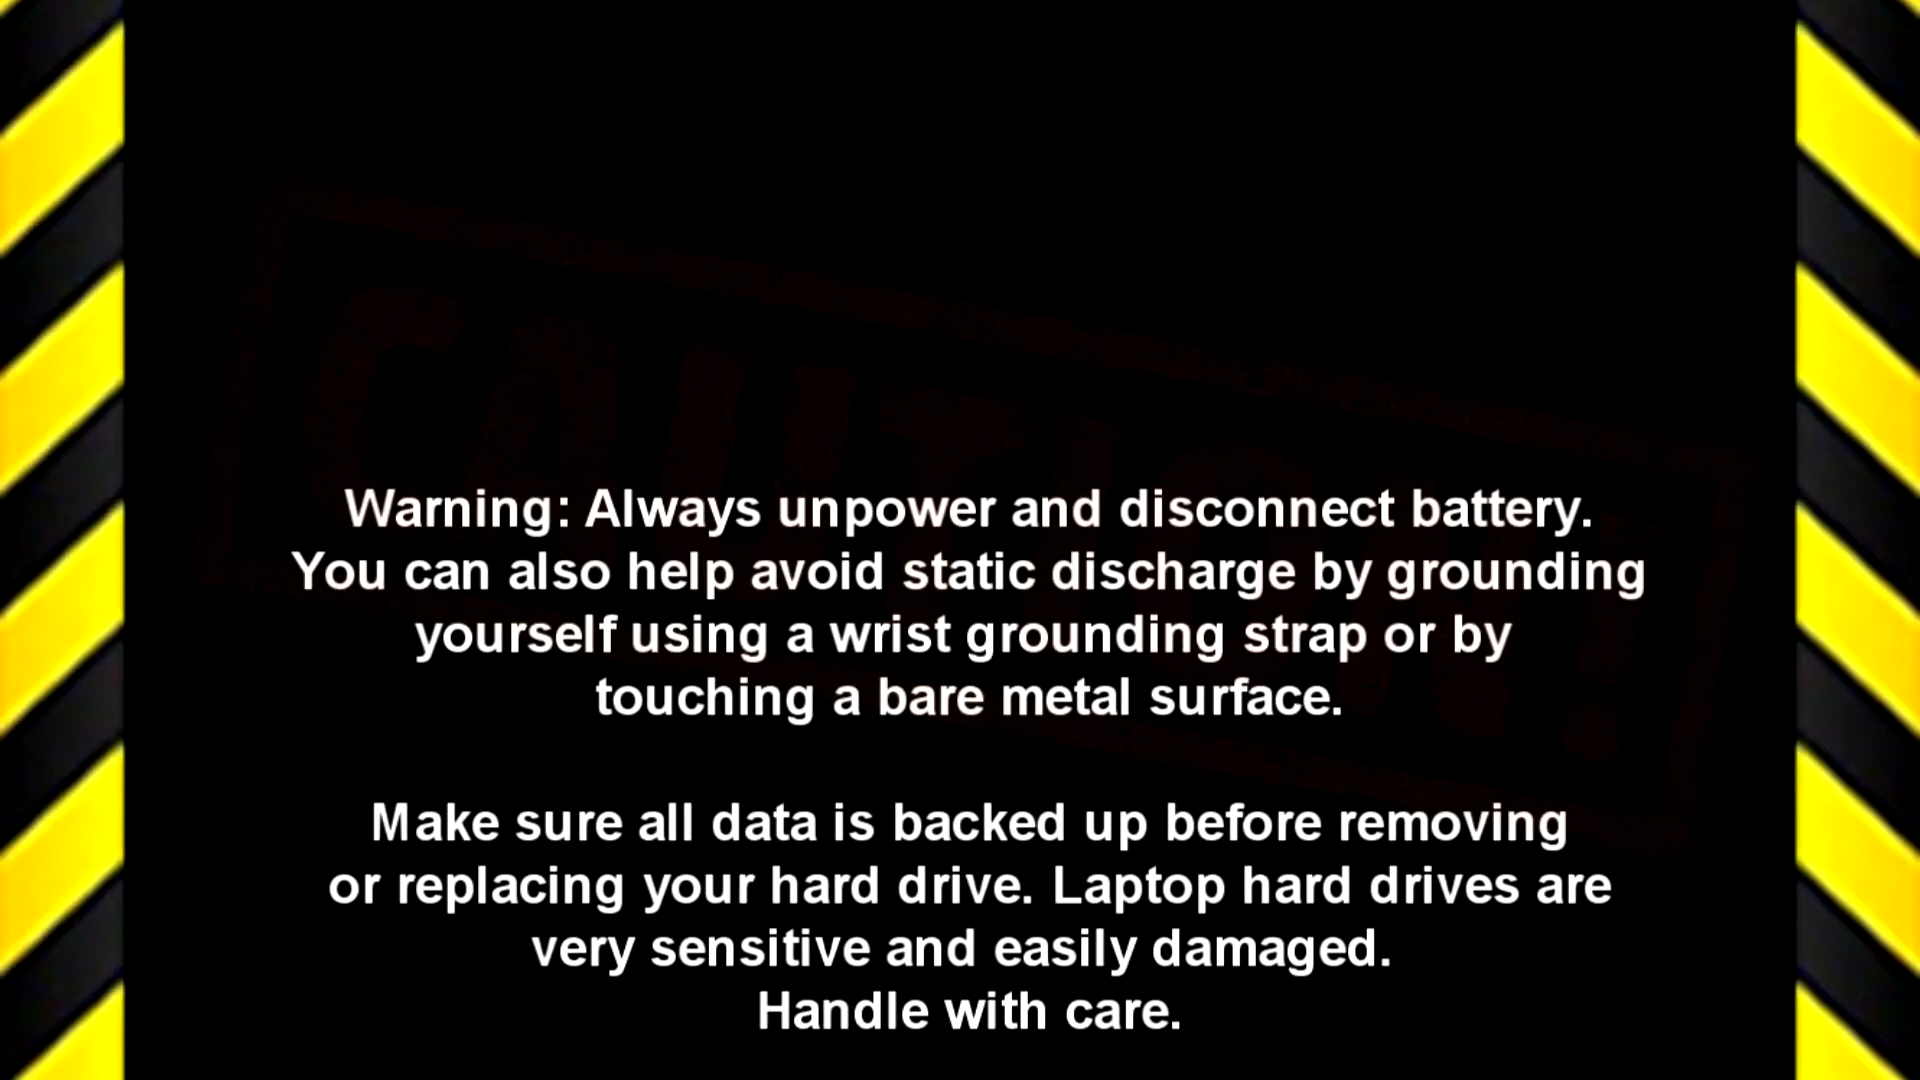 CAUTION!
Warning: Always unpower and disconnect battery.
You can also help avoid static discharge by grounding
yourself using a wrist grounding strap or by
touching a bare metal surface.
Make sure all data is backed up before removing
or replacing your hard drive. Laptop hard drives are
very sensitive and easily damaged.
Handle with care.